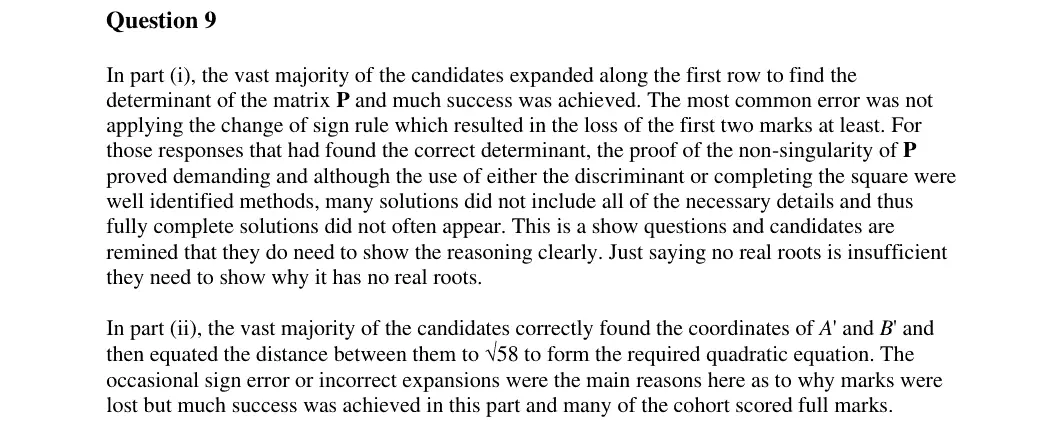 Question 9
In part (i), the vast majority of the candidates expanded along the first row to find the
determinant of the matrix P and much success was achieved. The most common error was not
applying the change of sign rule which resulted in the loss of the first two marks at least. For
those responses that had found the correct determinant, the proof of the non-singularity of P
proved demanding and although the use of either the discriminant or completing the square were
well identified methods, many solutions did not include all of the necessary details and thus
fully complete solutions did not often appear. This is a show questions and candidates are
remined that they do need to show the reasoning clearly. Just saying no real roots is insufficient
they need to show why it has no real roots.
In part (ii), the vast majority of the candidates correctly found the coordinates of A' and B' and
then equated the distance between them to √58 to form the required quadratic equation. The
occasional sign error or incorrect expansions were the main reasons here as to why marks were
lost but much success was achieved in this part and many of the cohort scored full marks.